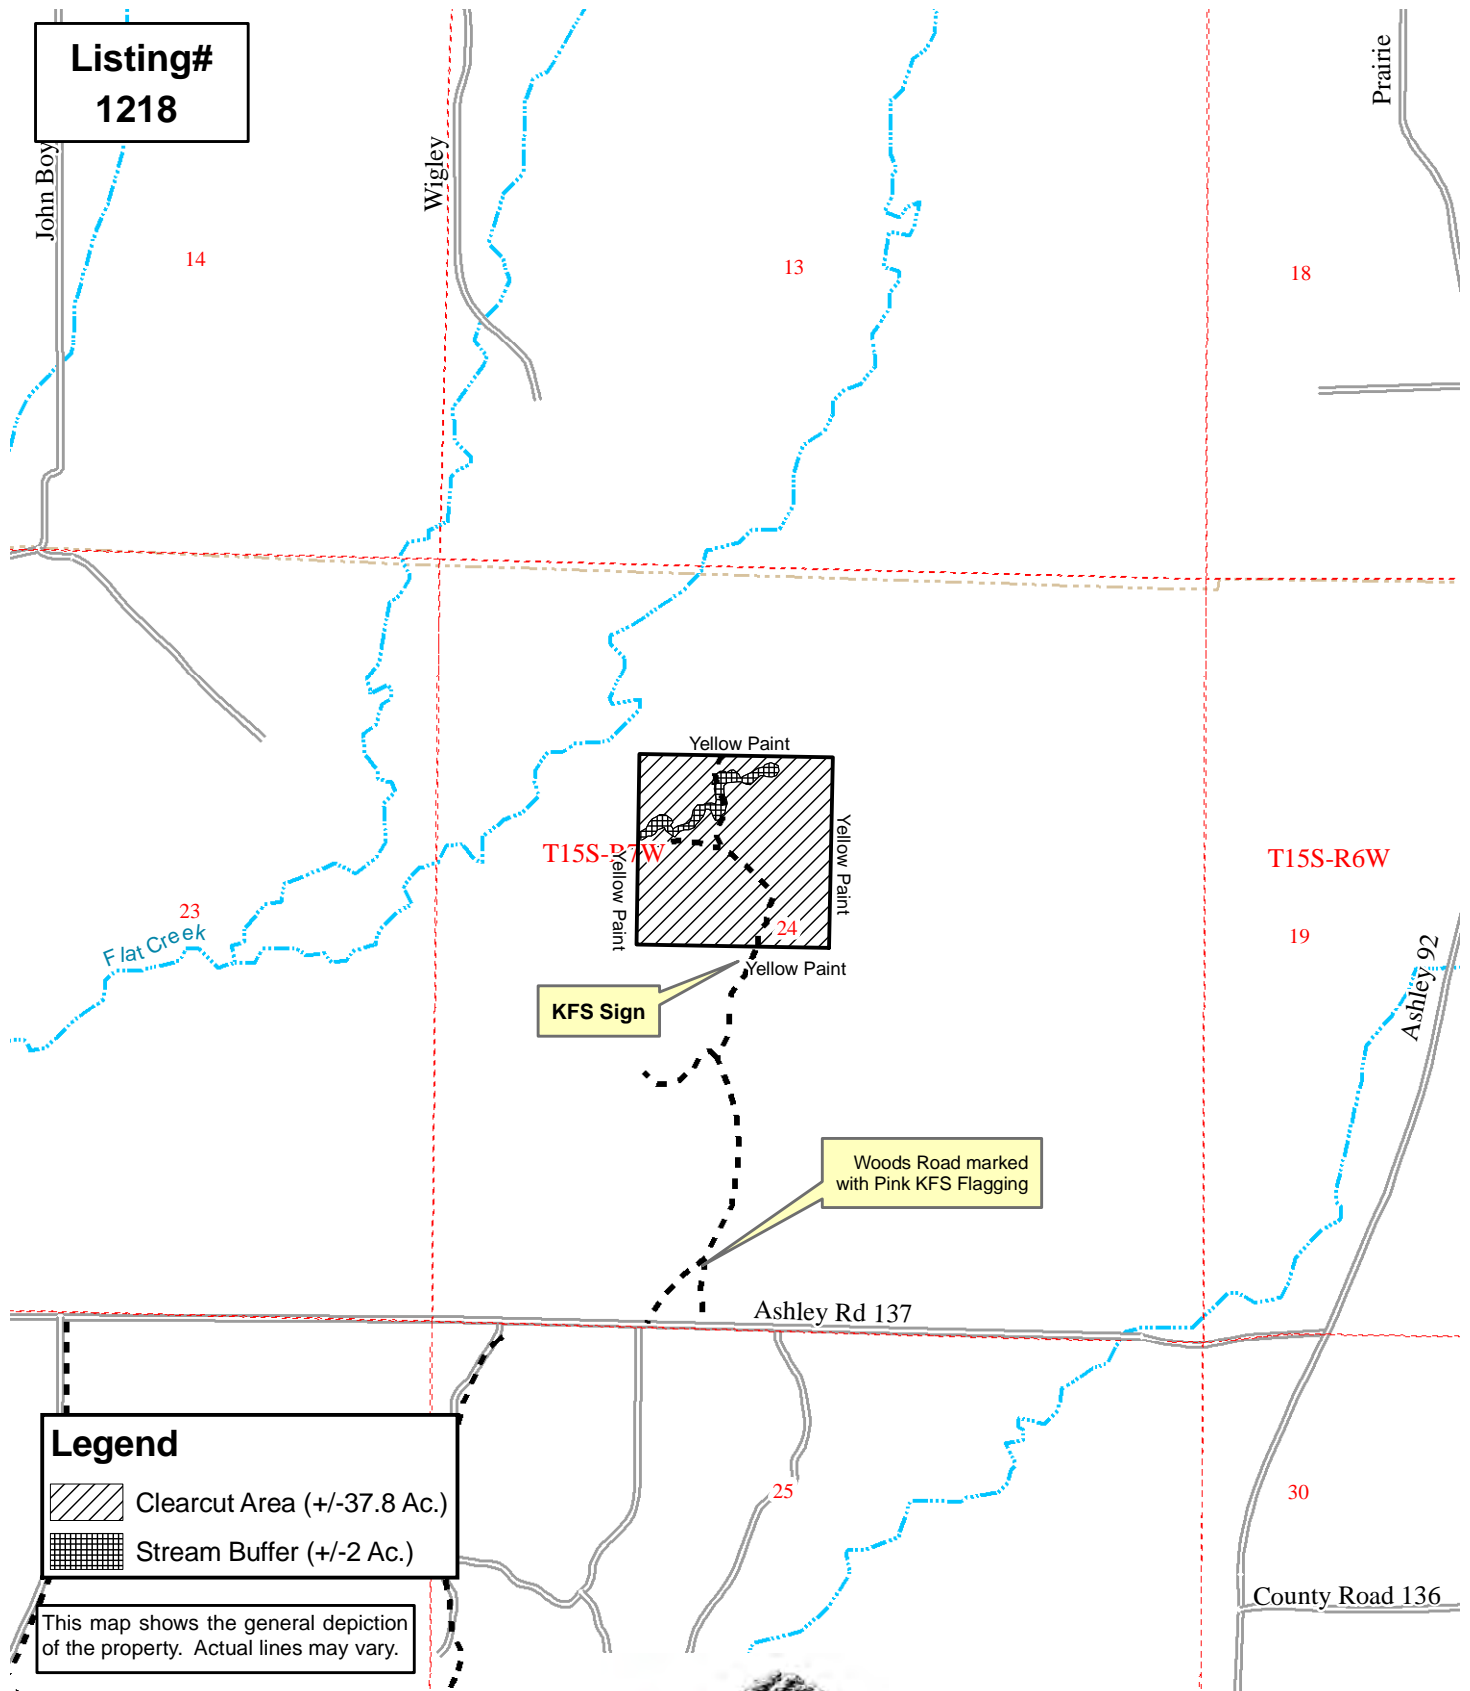 Listing#
1218
John Boy
Wigley
Prairie
14
13
18
Yellow Paint
T15S-R7W
Yellow Paint
Yellow Paint
T15S-R6W
23
Flat Creek
24
19
Yellow Paint
Ashley 92
KFS Sign
Woods Road marked
with Pink KFS Flagging
Ashley Rd 137
Legend
Clearcut Area (+/-37.8 Ac.)
Stream Buffer (+/-2 Ac.)
25
30
County Road 136
This map shows the general depiction
of the property. Actual lines may vary.